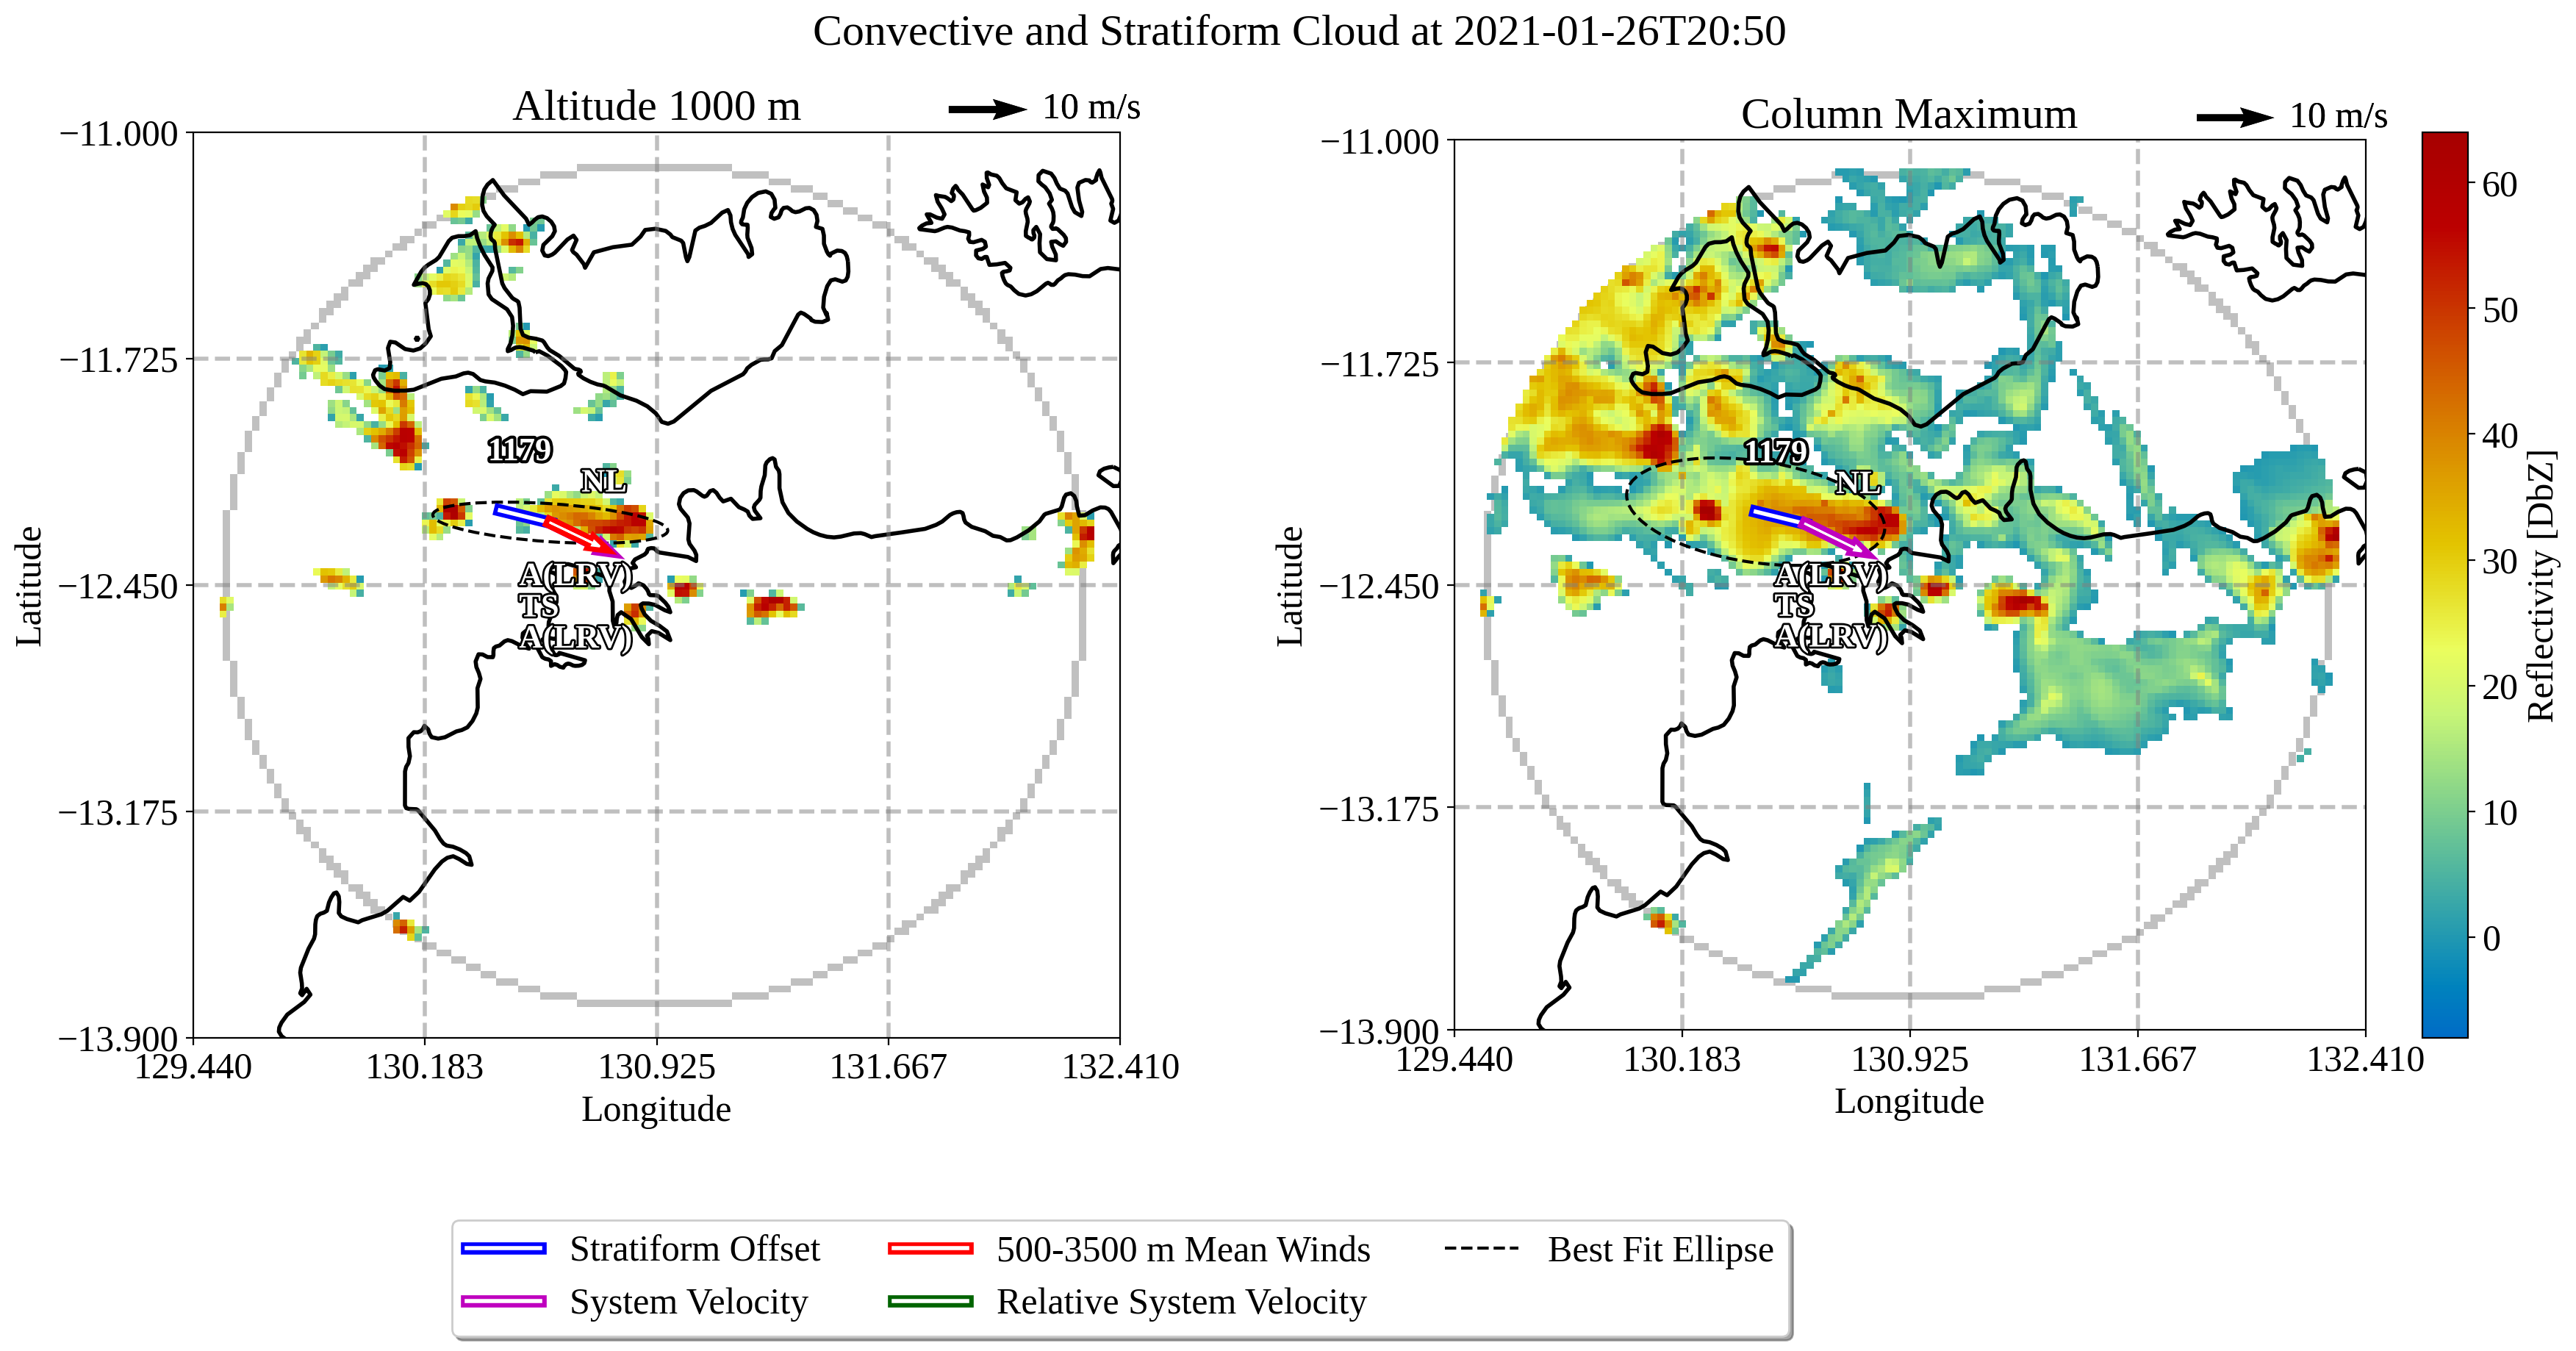 Convective and Stratiform Cloud at 2021-01-26T20:50
Altitude 1000 m
10 m/s
−11.000
−11.725
−12.450
−13.175
−13.900
129.440
130.183
130.925
131.667
132.410
Latitude
Longitude
1179
NL
A(LRV)
TS
A(LRV)
Column Maximum
10 m/s
−11.000
−11.725
−12.450
−13.175
−13.900
129.440
130.183
130.925
131.667
132.410
Latitude
Longitude
1179
NL
A(LRV)
TS
A(LRV)
60
50
40
30
20
10
0
Reflectivity [DbZ]
Stratiform Offset
500-3500 m Mean Winds
Best Fit Ellipse
System Velocity
Relative System Velocity